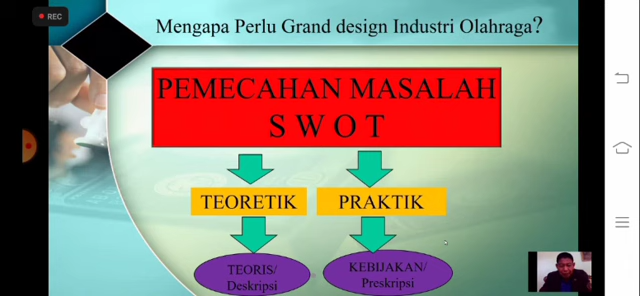 REC
Mengapa Perlu Grand design Industri Olahraga?
PEMECAHAN MASALAH
S W O T
TEORETIK
PRAKTIK
TEORIS/
Deskripsi
KEBIJAKAN/
Preskripsi